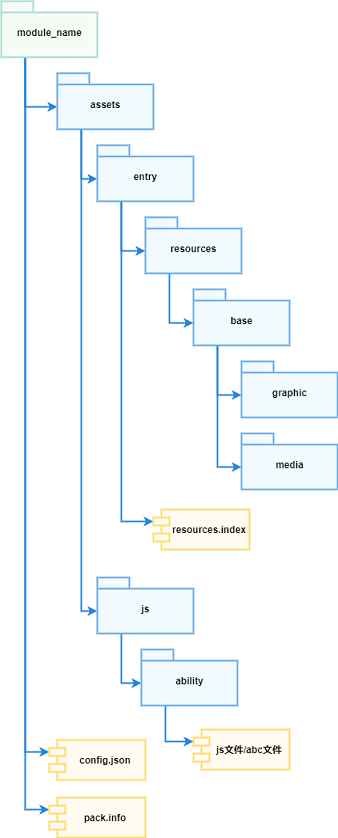 module_name
assets
entry
resources
base
graphic
media
resources.index
js
ability
js文件/abc文件
config.json
pack.info